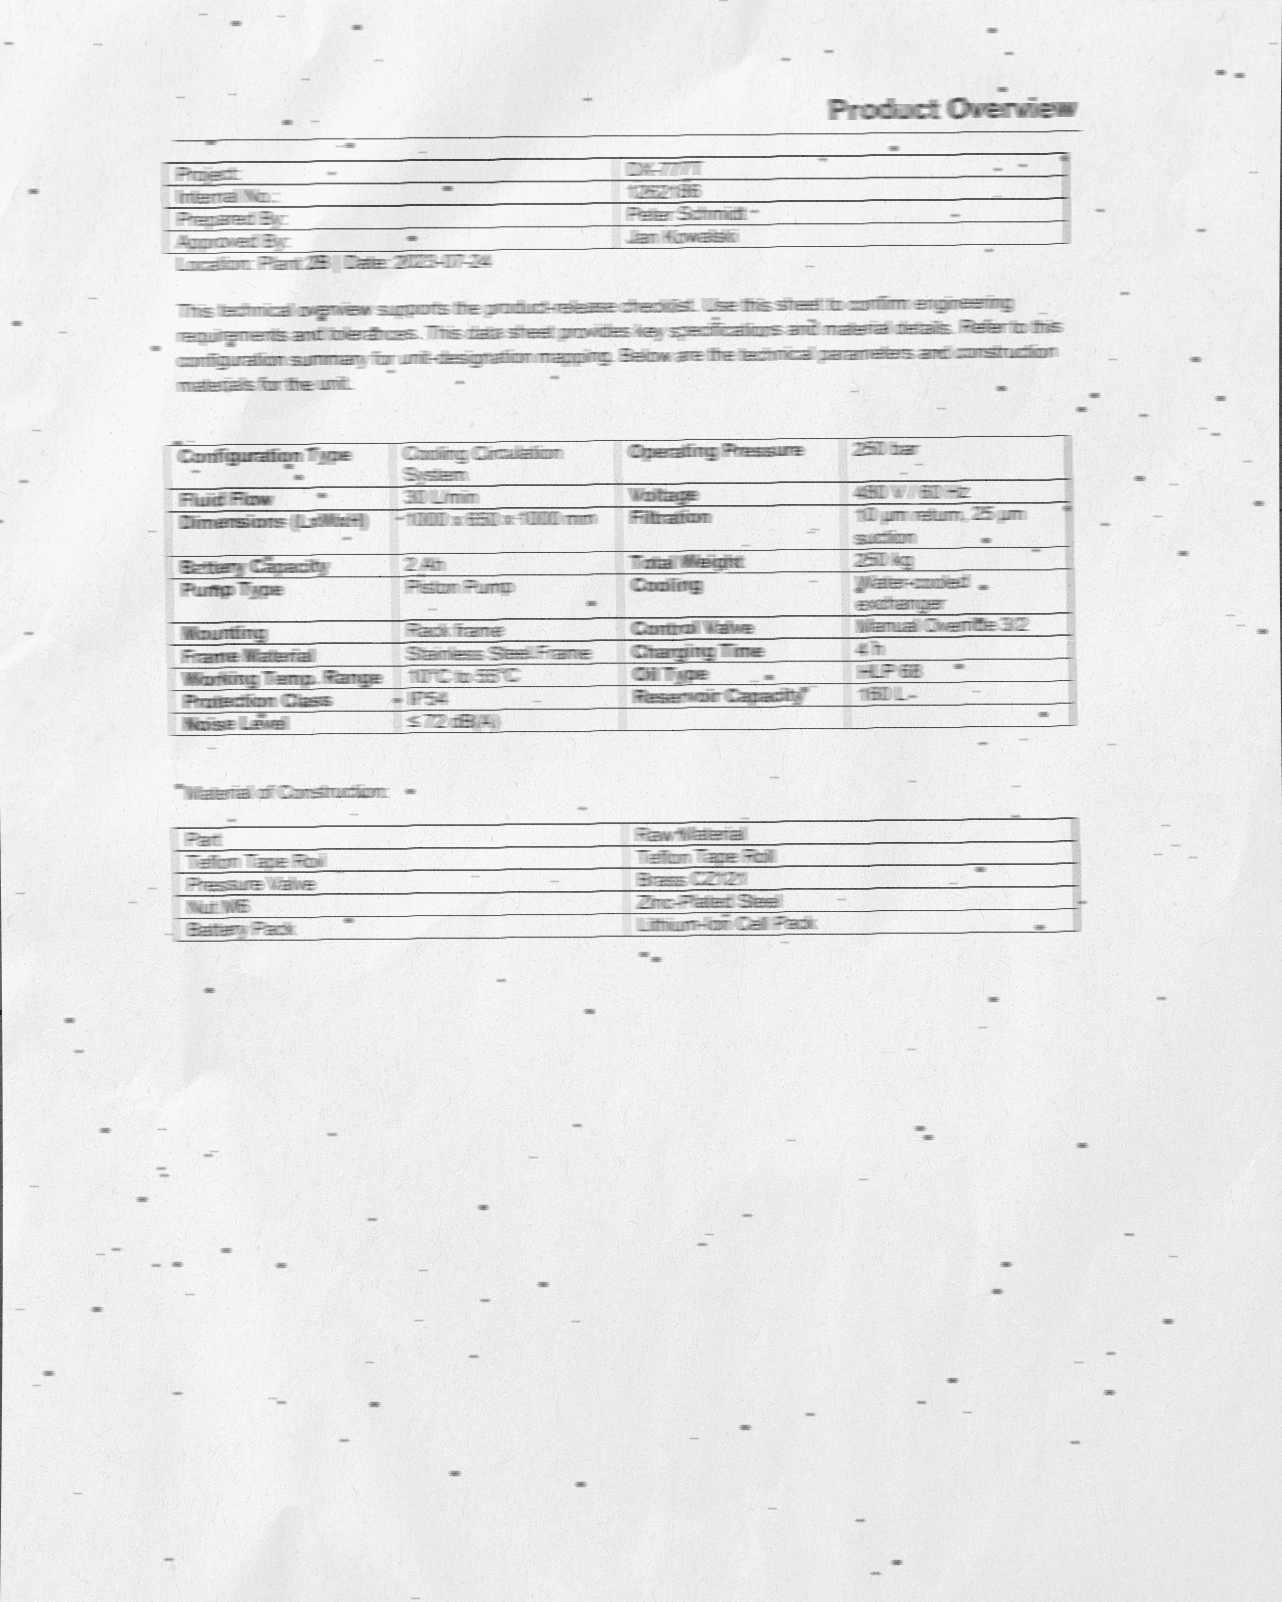 Product Overview
Project:
Internal No.: 1262186
Prepared By: Peter Schmidt
Approved By: Jan Kowalski
Location: Plant 2B | Date: 2023-07-24
This technical overview supports the product-release checklist. Use this sheet to confirm engineering
requirements and tolerances. This data sheet provides key specifications and material details. Refer to this
configuration summary for unit-designation mapping. Below are the technical parameters and construction
materials for the unit.
Configuration Type Cooling Circulation System Operating Pressure 250 bar
Fluid Flow 30 L/min Voltage 480 V / 60 Hz
Dimensions (LxWxH) 1000 x 650 x 1000 mm Filtration 10 µm return, 25 µm suction
Battery Capacity 2 Ah Total Weight 250 kg
Pump Type Piston Pump Cooling Water-cooled exchanger
Mounting Rack frame Control Valve Manual Override 3/2
Frame Material Stainless Steel Frame Charging Time 4 h
Working Temp. Range 10°C to 55°C Oil Type HLP 68
Protection Class IP54 Reservoir Capacity 160 L
Noise Level ≤ 72 dB(A)
Material of Construction:
Part Raw Material
Teflon Tape Roll Teflon Tape Roll
Pressure Valve Brass CZ121
Nut M6 Zinc-Plated Steel
Battery Pack Lithium-Ion Cell Pack